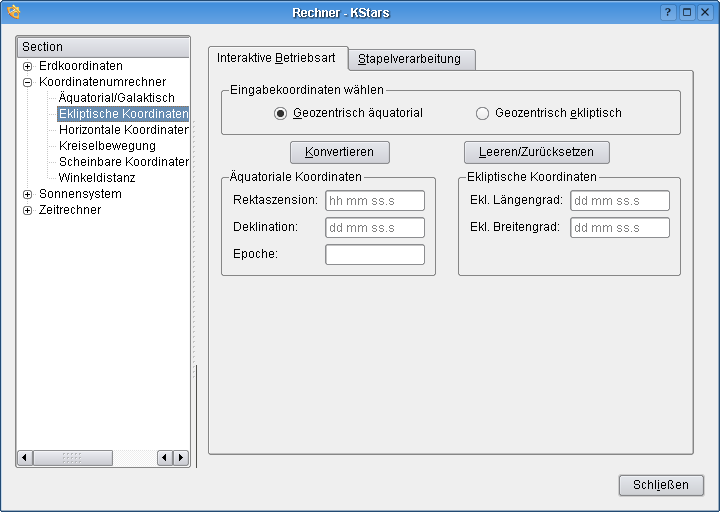 Rechner - KStars
Section
Erdkoordinaten
Koordinatenumrechner
Äquatorial/Galaktisch
Ekliptische Koordinaten
Horizontale Koordinaten
Kreiselbewegung
Scheinbare Koordinaten
Winkeldistanz
Sonnensystem
Zeitrechner
Interaktive Betriebsart
Stapelverarbeitung
Eingabekoordinaten wählen
Geozentrisch äquatorial
Geozentrisch ekliptisch
Konvertieren
Leeren/Zurücksetzen
Äquatoriale Koordinaten
Rektaszension: hh mm ss.s
Deklination: dd mm ss.s
Epoche:
Ekliptische Koordinaten
Ekl. Längengrad: dd mm ss.s
Ekl. Breitengrad: dd mm ss.s
Schließen